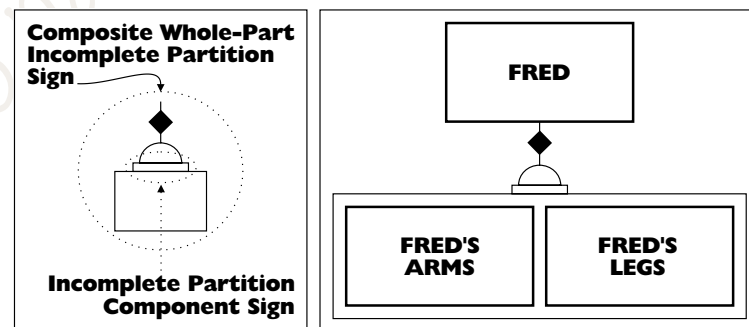 Composite Whole-Part
Incomplete Partition
Sign
Incomplete Partition
Component Sign
FRED
FRED'S
ARMS
FRED'S
LEGS